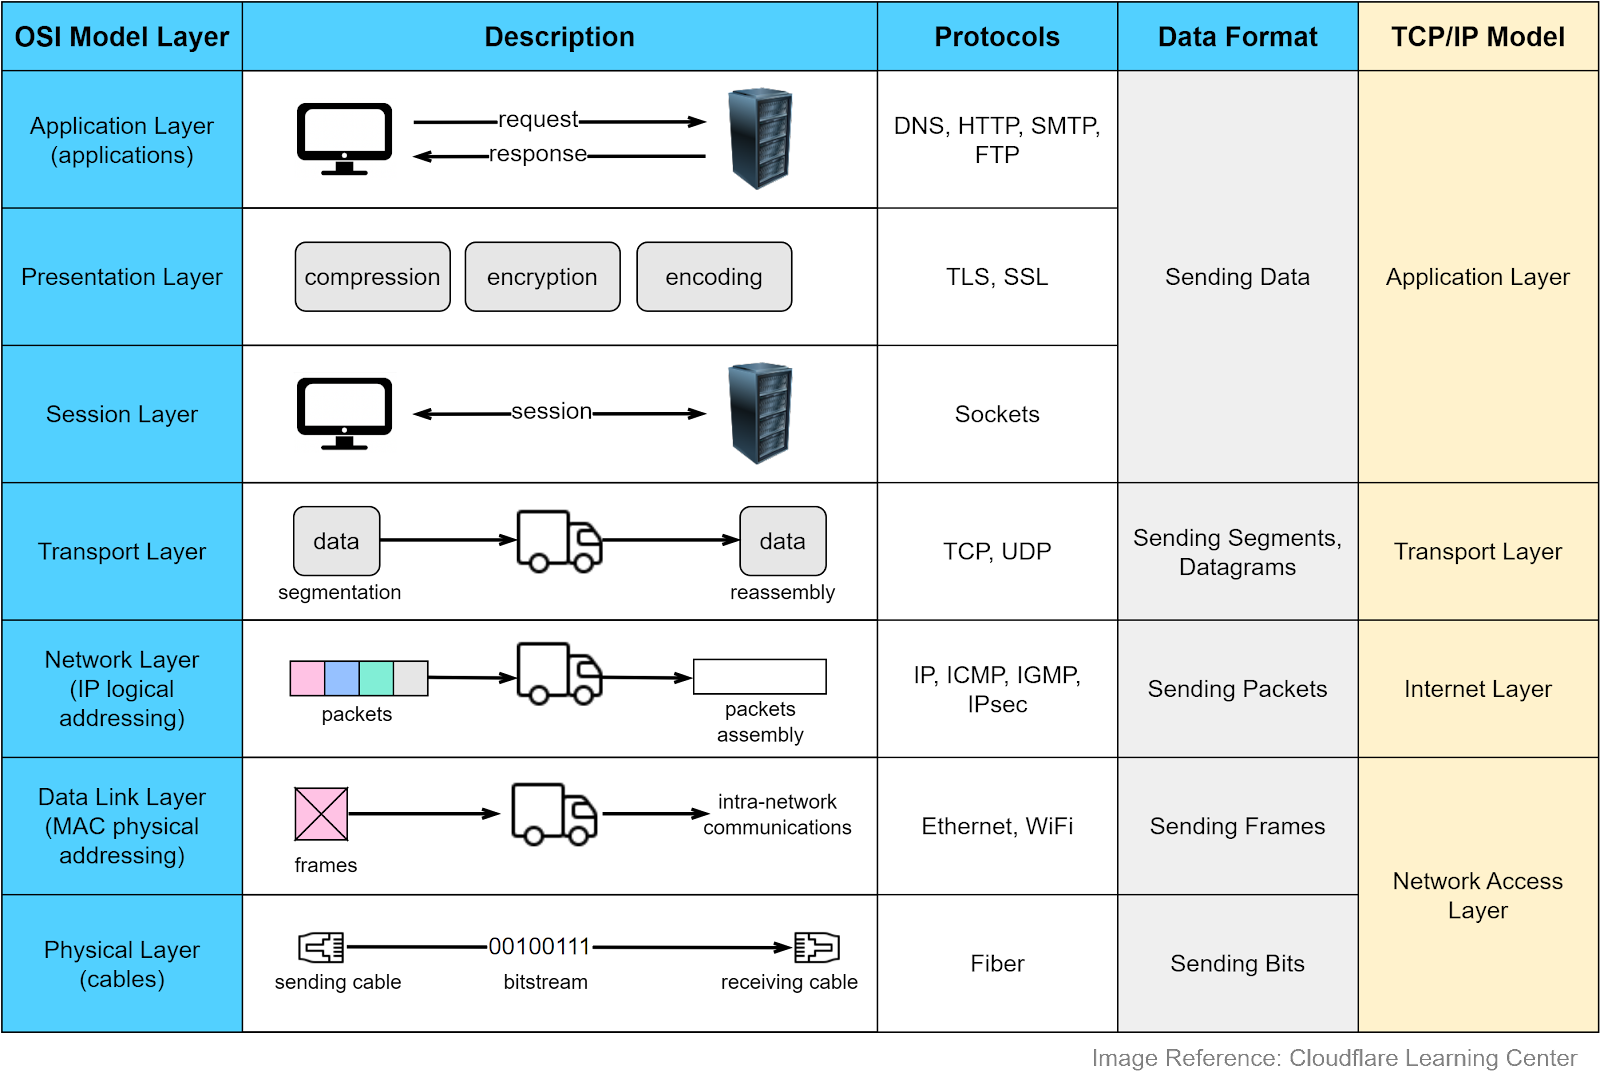 OSI Model Layer
Description
Protocols
Data Format
TCP/IP Model
Application Layer
(applications)
request
response
DNS, HTTP, SMTP,
FTP
Presentation Layer
compression
encryption
encoding
TLS, SSL
Sending Data
Application Layer
Session Layer
session
Sockets
Transport Layer
data
segmentation
data
reassembly
TCP, UDP
Sending Segments,
Datagrams
Transport Layer
Network Layer
(IP logical
addressing)
packets
packets
assembly
IP, ICMP, IGMP,
IPsec
Sending Packets
Internet Layer
Data Link Layer
(MAC physical
addressing)
frames
intra-network
communications
Ethernet, WiFi
Sending Frames
Network Access
Layer
Physical Layer
(cables)
sending cable
00100111
bitstream
receiving cable
Fiber
Sending Bits
Image Reference: Cloudflare Learning Center